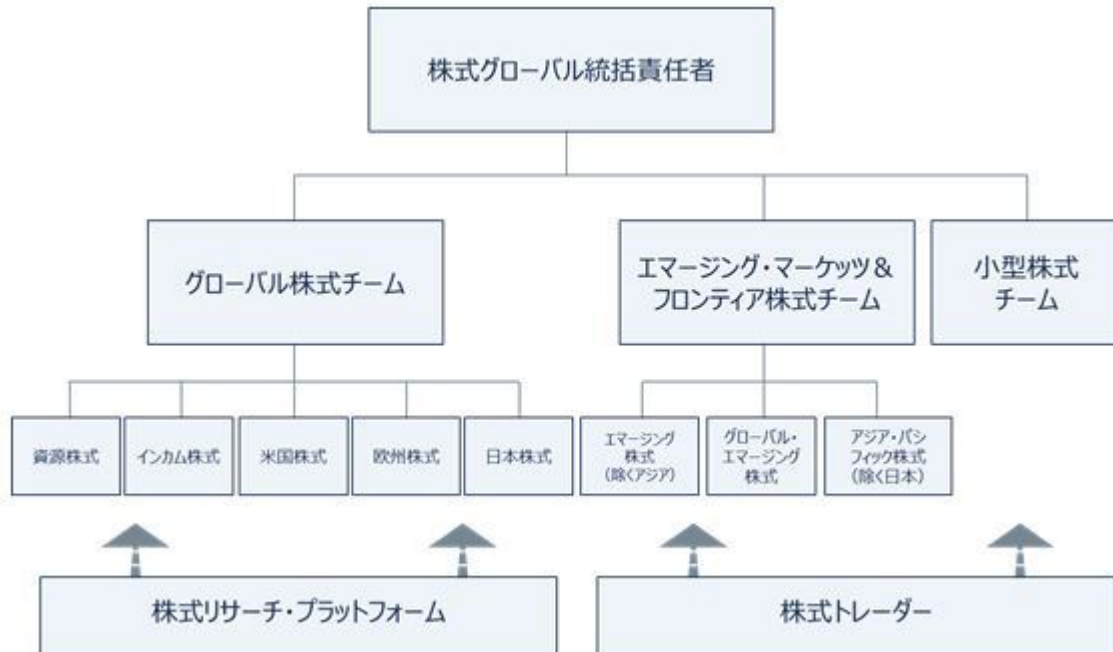 株式グローバル統括責任者
グローバル株式チーム
エマージング・マーケッツ&
フロンティア株式チーム
小型株式
チーム
資源株式
インカム株式
米国株式
欧州株式
日本株式
エマージング
株式
(除くアジア)
グローバル・
エマージング
株式
アジア・パシ
フィック株式
(除く日本)
株式リサーチ・プラットフォーム
株式トレーダー